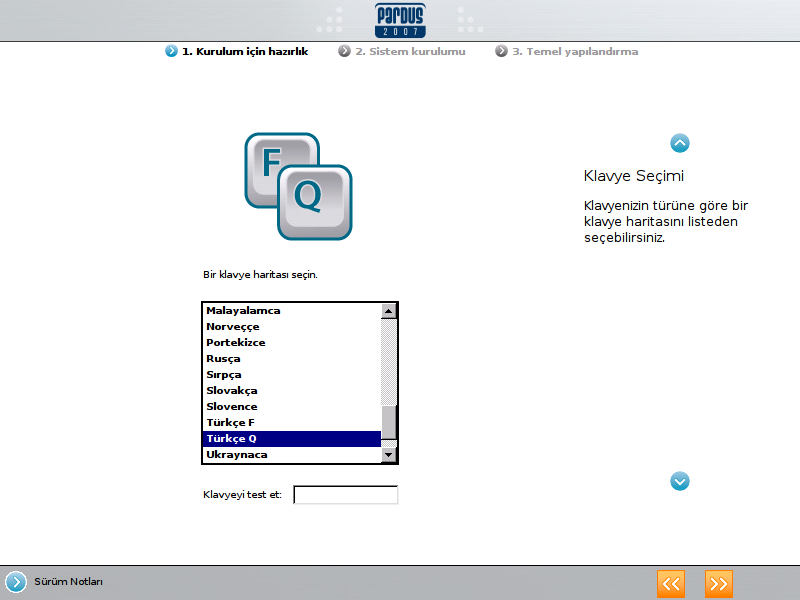 PARDUS
2007
1. Kurulum için hazırlık
2. Sistem kurulumu
3. Temel yapılandırma
F
Q
Klavye Seçimi
Klavyenizin türüne göre bir
klavye haritasını listeden
seçebilirsiniz.
Bir klavye haritası seçin.
Malayalamca
Norveççe
Portekizce
Rusça
Sırpça
Slovakça
Slovence
Türkçe F
Türkçe Q
Ukraynaca
Klavyeyi test et:
Sürüm Notları